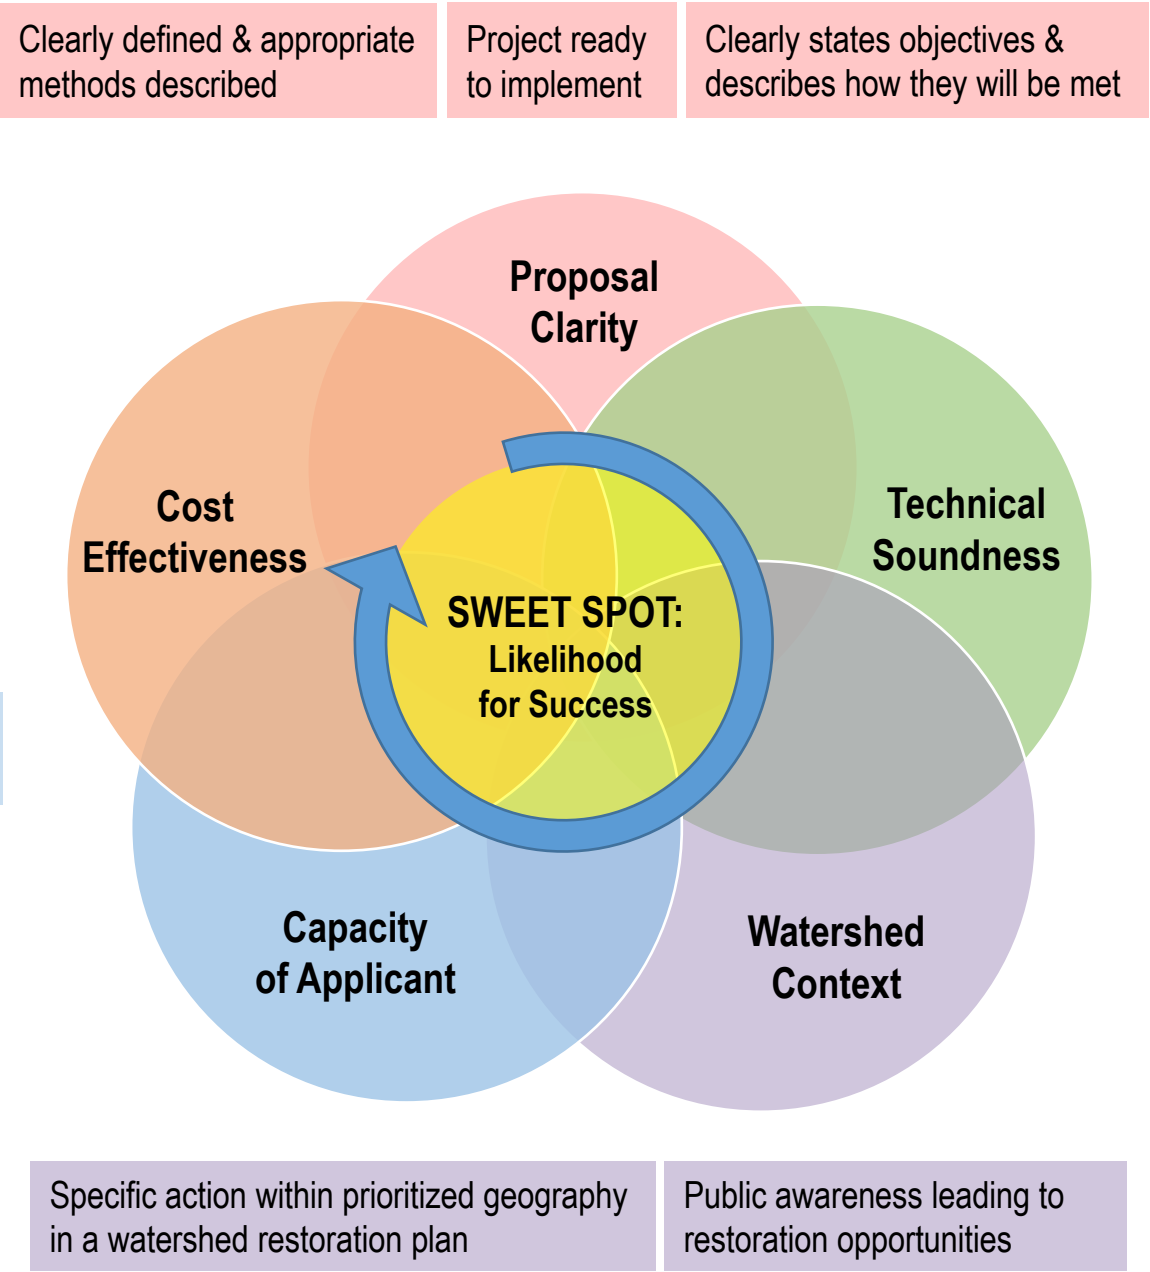 Clearly defined & appropriate
methods described
Project ready
to implement
Clearly states objectives &
describes how they will be met
Proposal
Clarity
Cost
Effectiveness
Technical
Soundness
SWEET SPOT:
Likelihood
for Success
Capacity
of Applicant
Watershed
Context
Specific action within prioritized geography
in a watershed restoration plan
Public awareness leading to
restoration opportunities